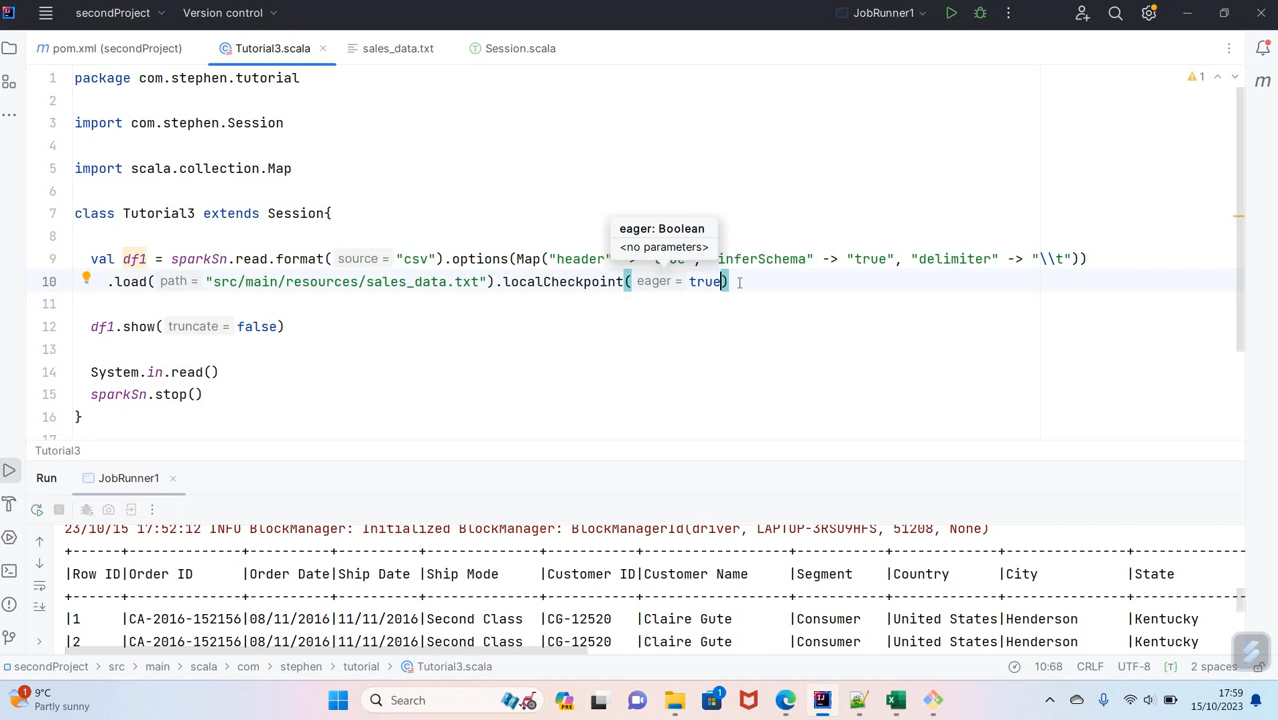 secondProject Version control JobRunner1
pom.xml (secondProject) Tutorial3.scala sales_data.txt Session.scala
1 package com.stephen.tutorial
1
2
3 import com.stephen.Session
4
5 import scala.collection.Map
6
7 class Tutorial3 extends Session{
eager: Boolean
8
<no parameters>
9 val df1 = sparkSn.read.format( source = "csv").options(Map("header" -> "true", "inferSchema" -> "true", "delimiter" -> "\\t"))
10 .load( path = "src/main/resources/sales_data.txt").localCheckpoint( eager = true)
11
12 df1.show( truncate = false)
13
14 System.in.read()
15 sparkSn.stop()
16 }
17
Tutorial3
Run JobRunner1
23/10/15 17:52:12 INFO BlockManager: Initialized BlockManager: BlockManagerId(driver, LAPTOP-3RSU9HFS, 51208, None)
+------+--------------+----------+----------+--------------+-----------+------------------+-----------+-------------+---------------+-------------
|Row ID|Order ID |Order Date|Ship Date |Ship Mode |Customer ID|Customer Name |Segment |Country |City |State
+------+--------------+----------+----------+--------------+-----------+------------------+-----------+-------------+---------------+-------------
|1 |CA-2016-152156|08/11/2016|11/11/2016|Second Class |CG-12520 |Claire Gute |Consumer |United States|Henderson |Kentucky
|2 |CA-2016-152156|08/11/2016|11/11/2016|Second Class |CG-12520 |Claire Gute |Consumer |United States|Henderson |Kentucky
secondProject > src > main > scala > com > stephen > tutorial > Tutorial3.scala 10:68 CRLF UTF-8 2 spaces
1 9°C
Partly sunny
Search
PRE
1
17:59
15/10/2023